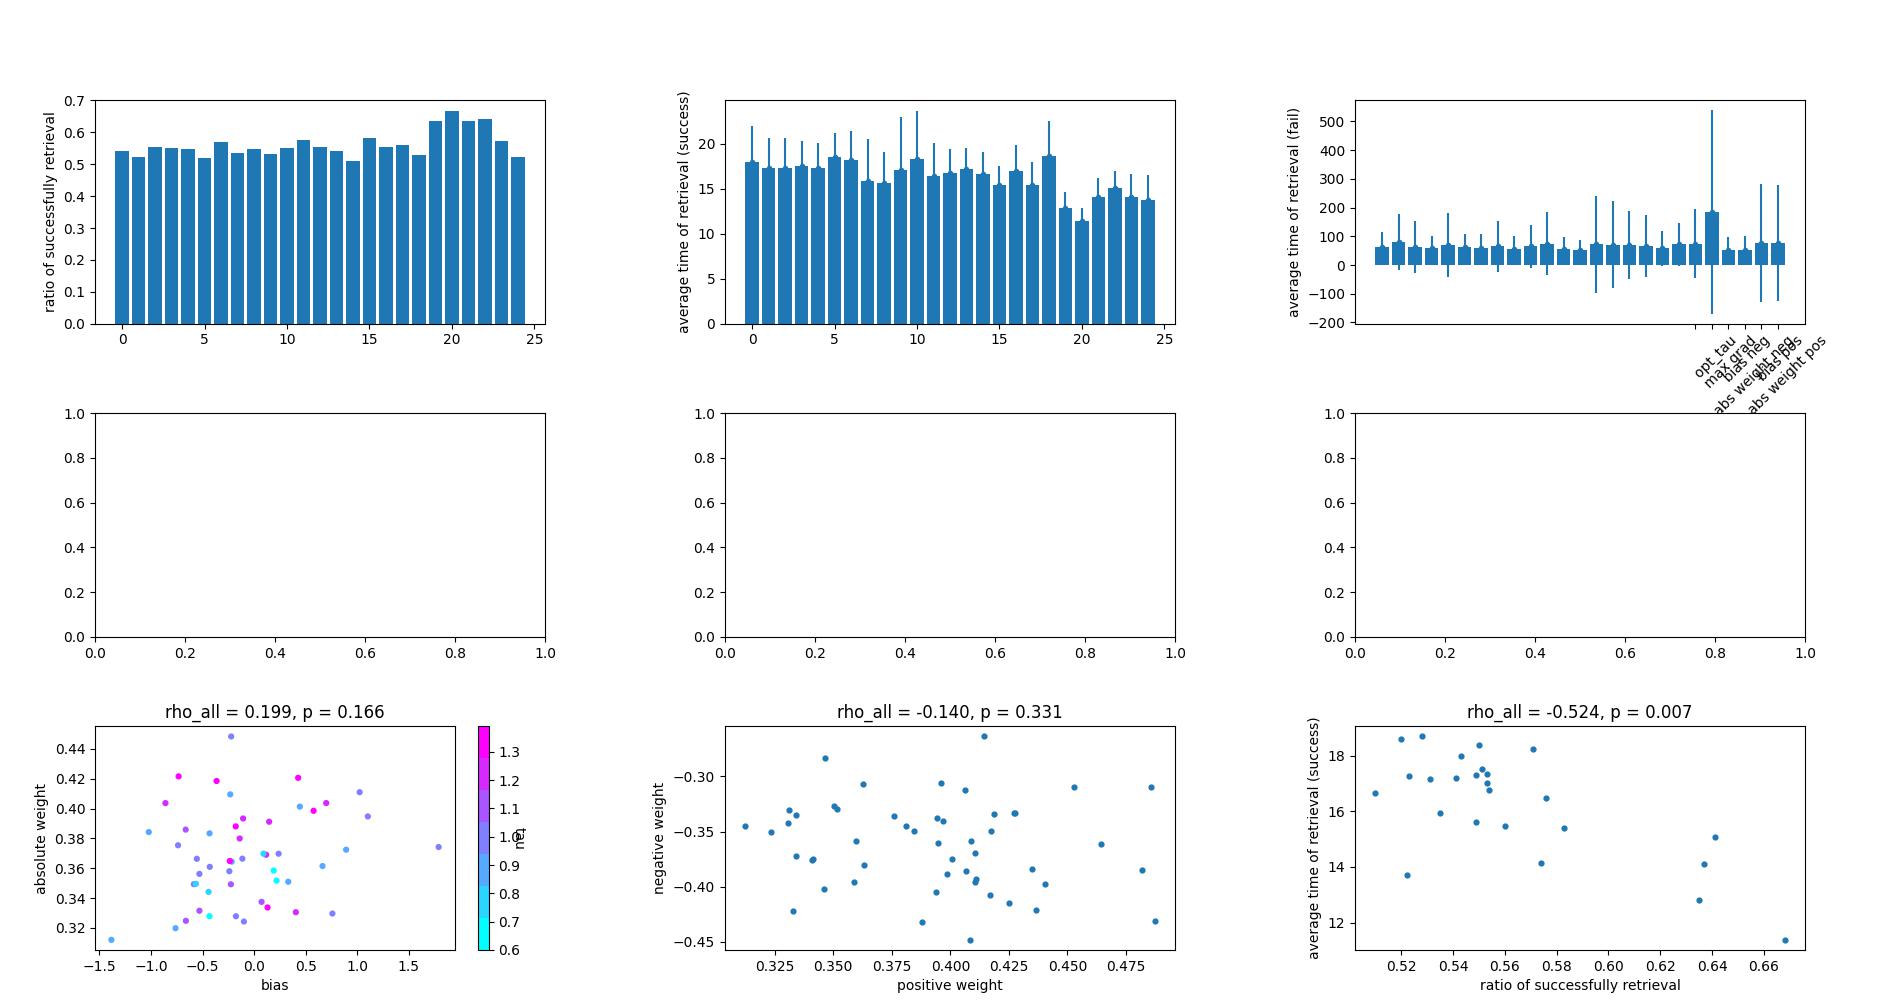 ratio of successfully retrieval
0.7
0.6
0.5
0.4
0.3
0.2
0.1
0.0
0 5 10 15 20 25
average time of retrieval (success)
20
15
10
5
0
0 5 10 15 20 25
average time of retrieval (fail)
500
400
300
200
100
0
−100
−200
opt_tau
max_grad
bias neg
abs weight neg
bias pos
abs weight pos
1.0
0.8
0.6
0.4
0.2
0.0
0.0 0.2 0.4 0.6 0.8 1.0
1.0
0.8
0.6
0.4
0.2
0.0
0.0 0.2 0.4 0.6 0.8 1.0
1.0
0.8
0.6
0.4
0.2
0.0
0.0 0.2 0.4 0.6 0.8 1.0
rho_all = 0.199, p = 0.166
absolute weight
0.44
0.42
0.40
0.38
0.36
0.34
0.32
−1.5 −1.0 −0.5 0.0 0.5 1.0 1.5
bias
1.3
1.2
1.1
1.0
0.9
0.8
0.7
0.6
tau
rho_all = -0.140, p = 0.331
negative weight
−0.30
−0.35
−0.40
−0.45
0.325 0.350 0.375 0.400 0.425 0.450 0.475
positive weight
rho_all = -0.524, p = 0.007
average time of retrieval (success)
18
16
14
12
0.52 0.54 0.56 0.58 0.60 0.62 0.64 0.66
ratio of successfully retrieval